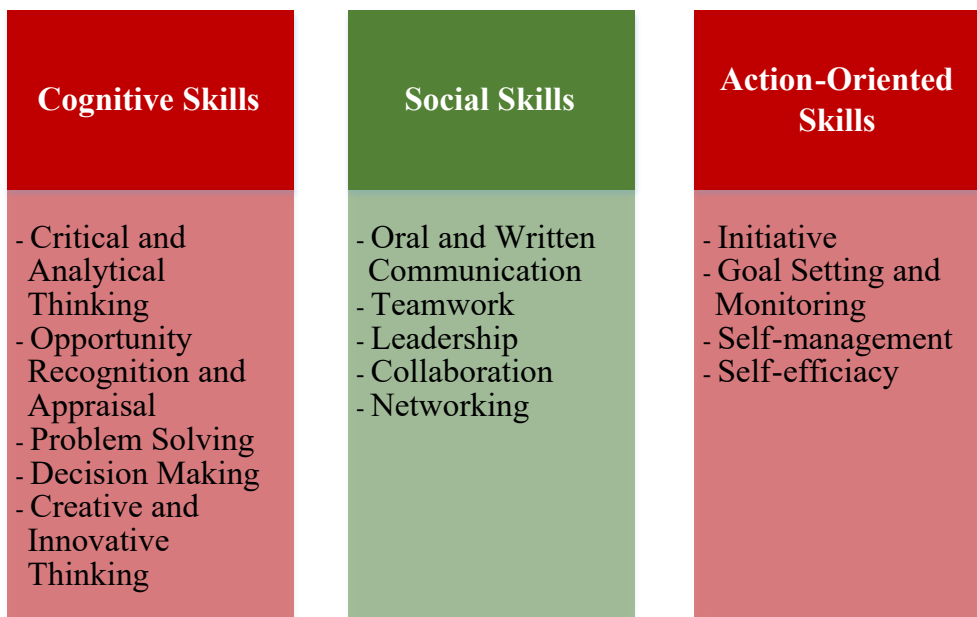 Cognitive Skills
- Critical and
Analytical
Thinking
- Opportunity
Recognition and
Appraisal
- Problem Solving
- Decision Making
- Creative and
Innovative
Thinking
Social Skills
- Oral and Written
Communication
- Teamwork
- Leadership
- Collaboration
- Networking
Action-Oriented
Skills
- Initiative
- Goal Setting and
Monitoring
- Self-management
- Self-efficiacy